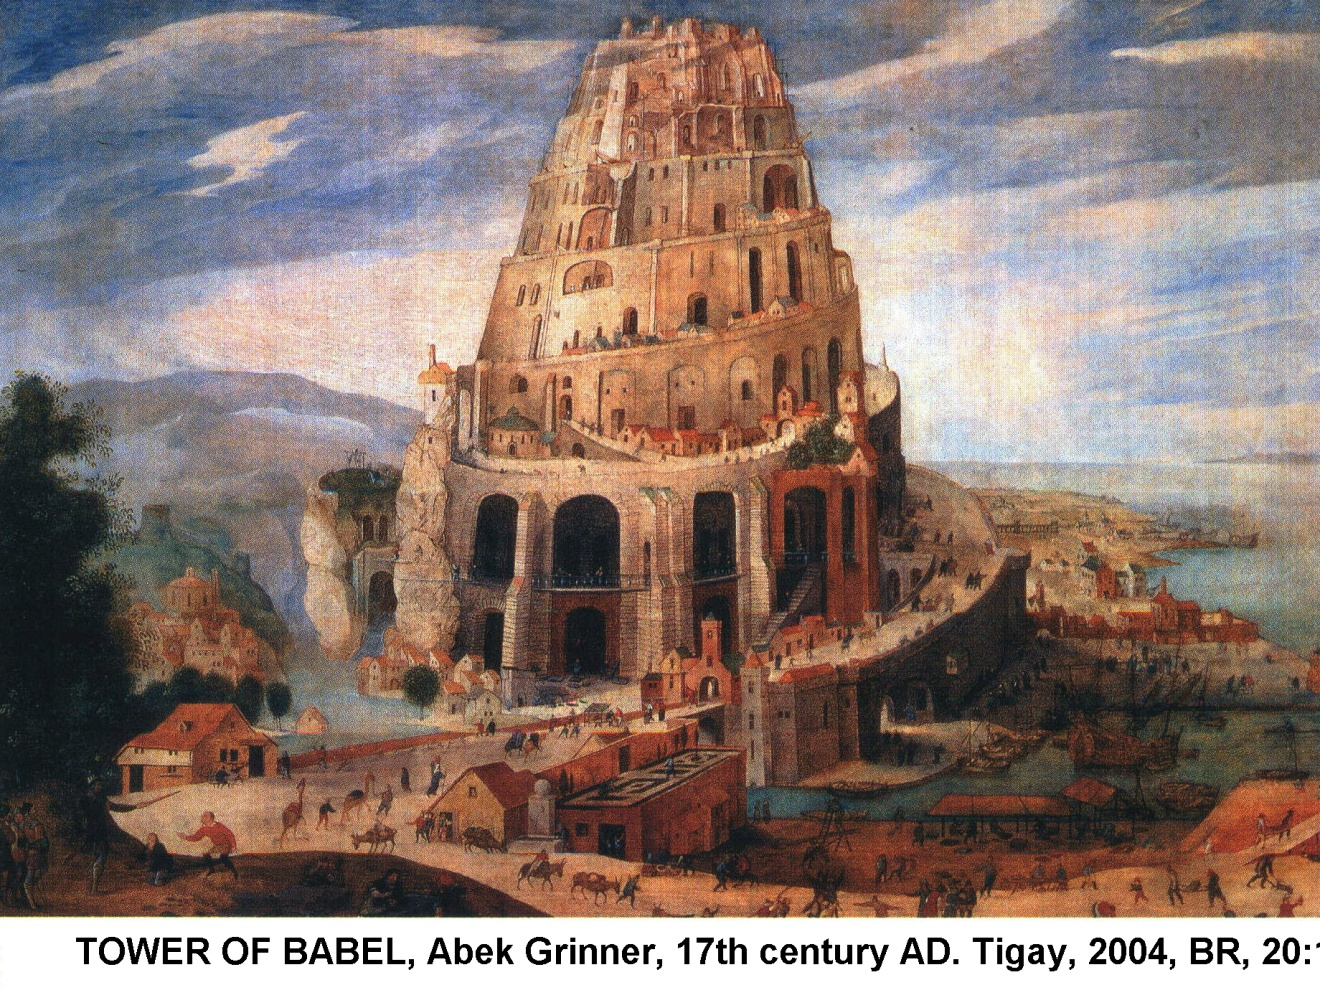 TOWER OF BABEL, Abek Grinner, 17th century AD. Tigay, 2004, BR, 20: